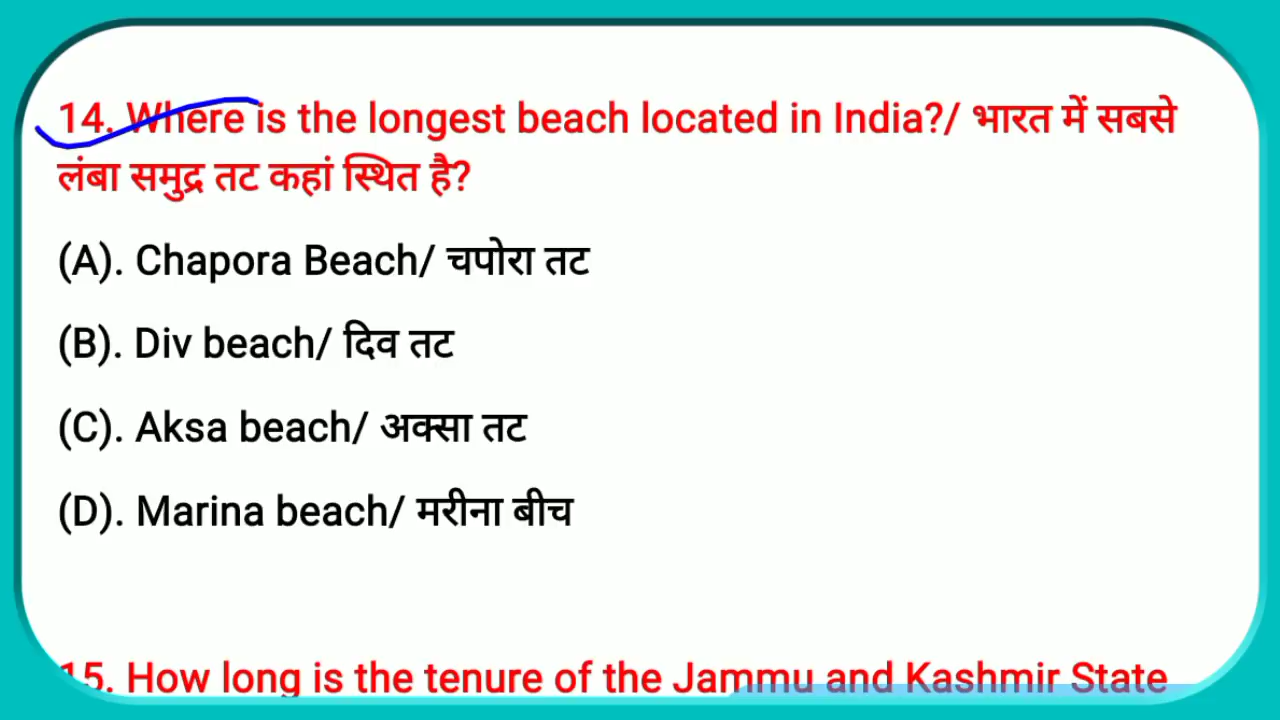 14. Where is the longest beach located in India?/ भारत में सबसे
लंबा समुद्र तट कहां स्थित है?
(A). Chapora Beach/ चपोरा तट
(B). Div beach/ दिव तट
(C). Aksa beach/ अक्सा तट
(D). Marina beach/ मरीना बीच
15. How long is the tenure of the Jammu and Kashmir State